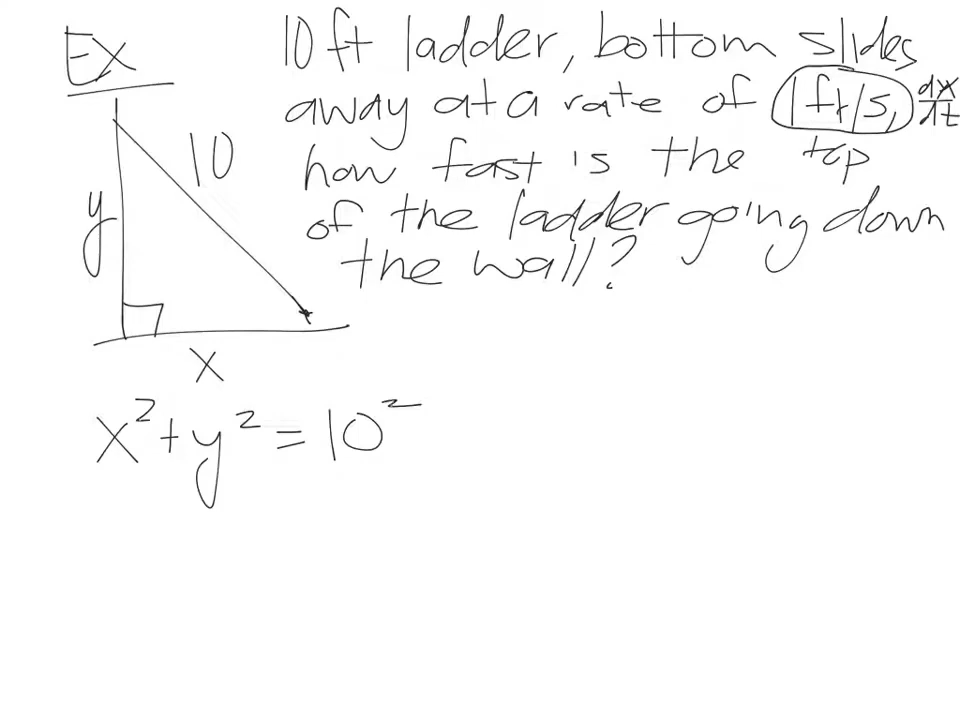 Ex
10 ft ladder, bottom slides
away at a rate of 1 ft/s, dx/dt
how fast is the top
of the ladder going down
the wall?
10
y
x
x² + y² = 10²